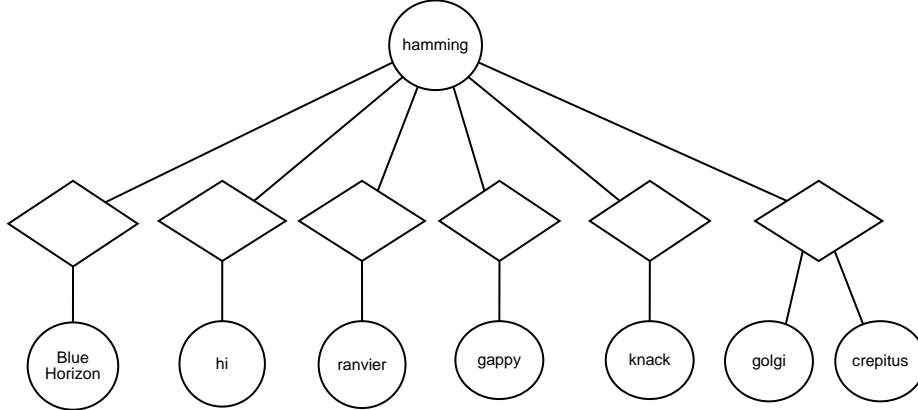 hamming
Blue
Horizon
hi
ranvier
gappy
knack
golgi
crepitus